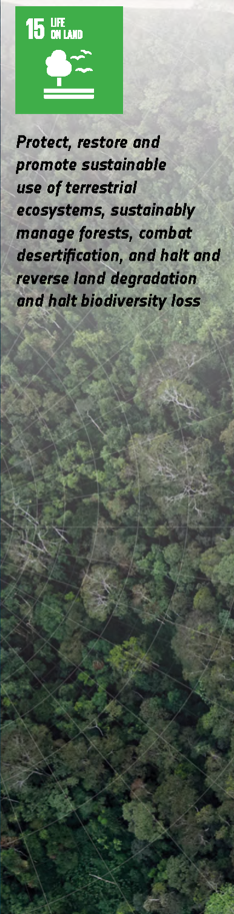 15 LIFE
ON LAND
Protect, restore and
promote sustainable
use of terrestrial
ecosystems, sustainably
manage forests, combat
desertification, and halt and
reverse land degradation
and halt biodiversity loss